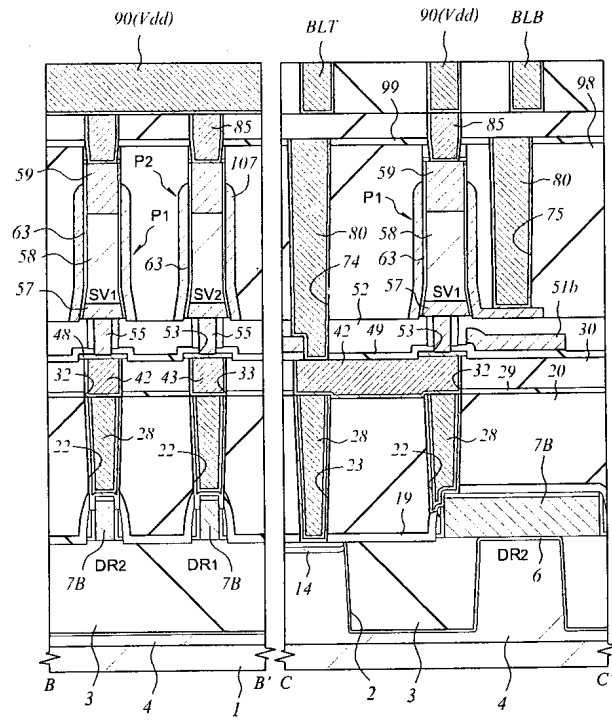 90(Vdd) BLT 90(Vdd) BLB
85 99 85 98
59 P2 107 59
P1 P1 80
63 80 58 75
58 63 63
57 SV1 SV2 74 57 SV1 51b
52
48 55 53 55 42 49 53 30
32 42 43 33 32 29 20
28 28 28 22 28 7B
22 22 23
19
7B DR2 DR1 7B 14 DR2 6
B 3 4 B' 1 C 2 3 4 C'